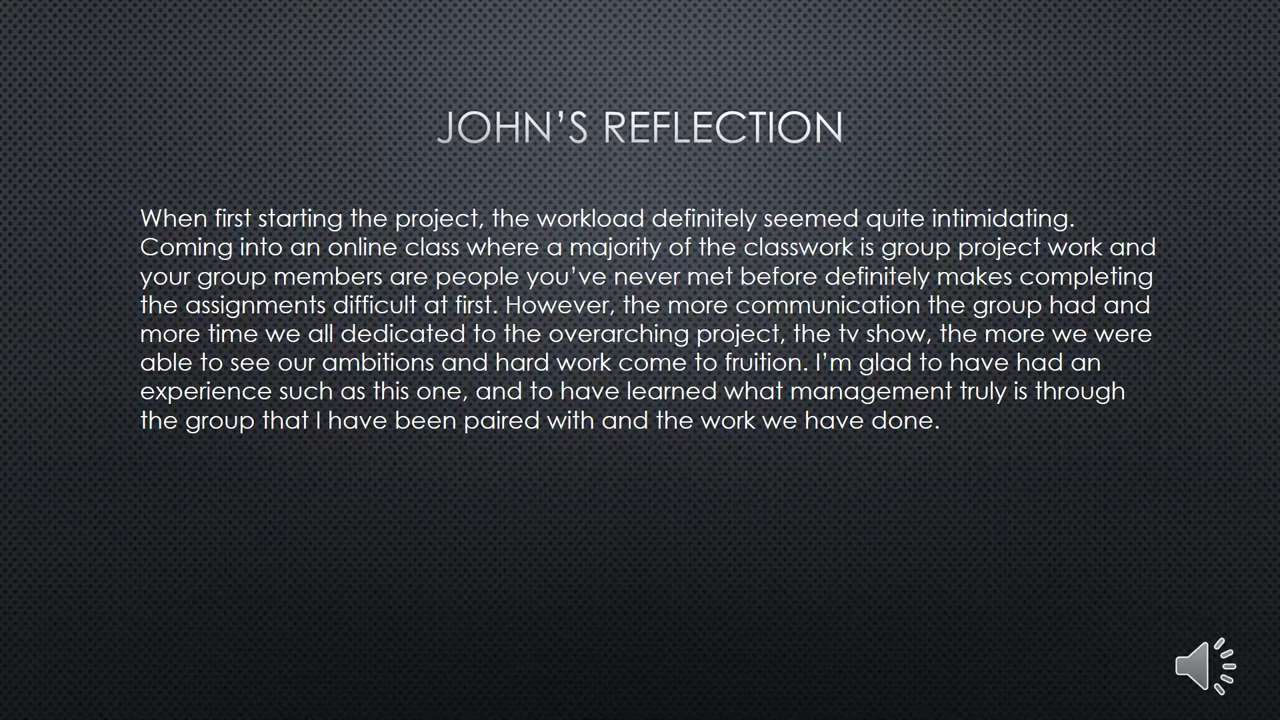 JOHN’S REFLECTION
When first starting the project, the workload definitely seemed quite intimidating.
Coming into an online class where a majority of the classwork is group project work and
your group members are people you’ve never met before definitely makes completing
the assignments difficult at first. However, the more communication the group had and
more time we all dedicated to the overarching project, the tv show, the more we were
able to see our ambitions and hard work come to fruition. I’m glad to have had an
experience such as this one, and to have learned what management truly is through
the group that I have been paired with and the work we have done.